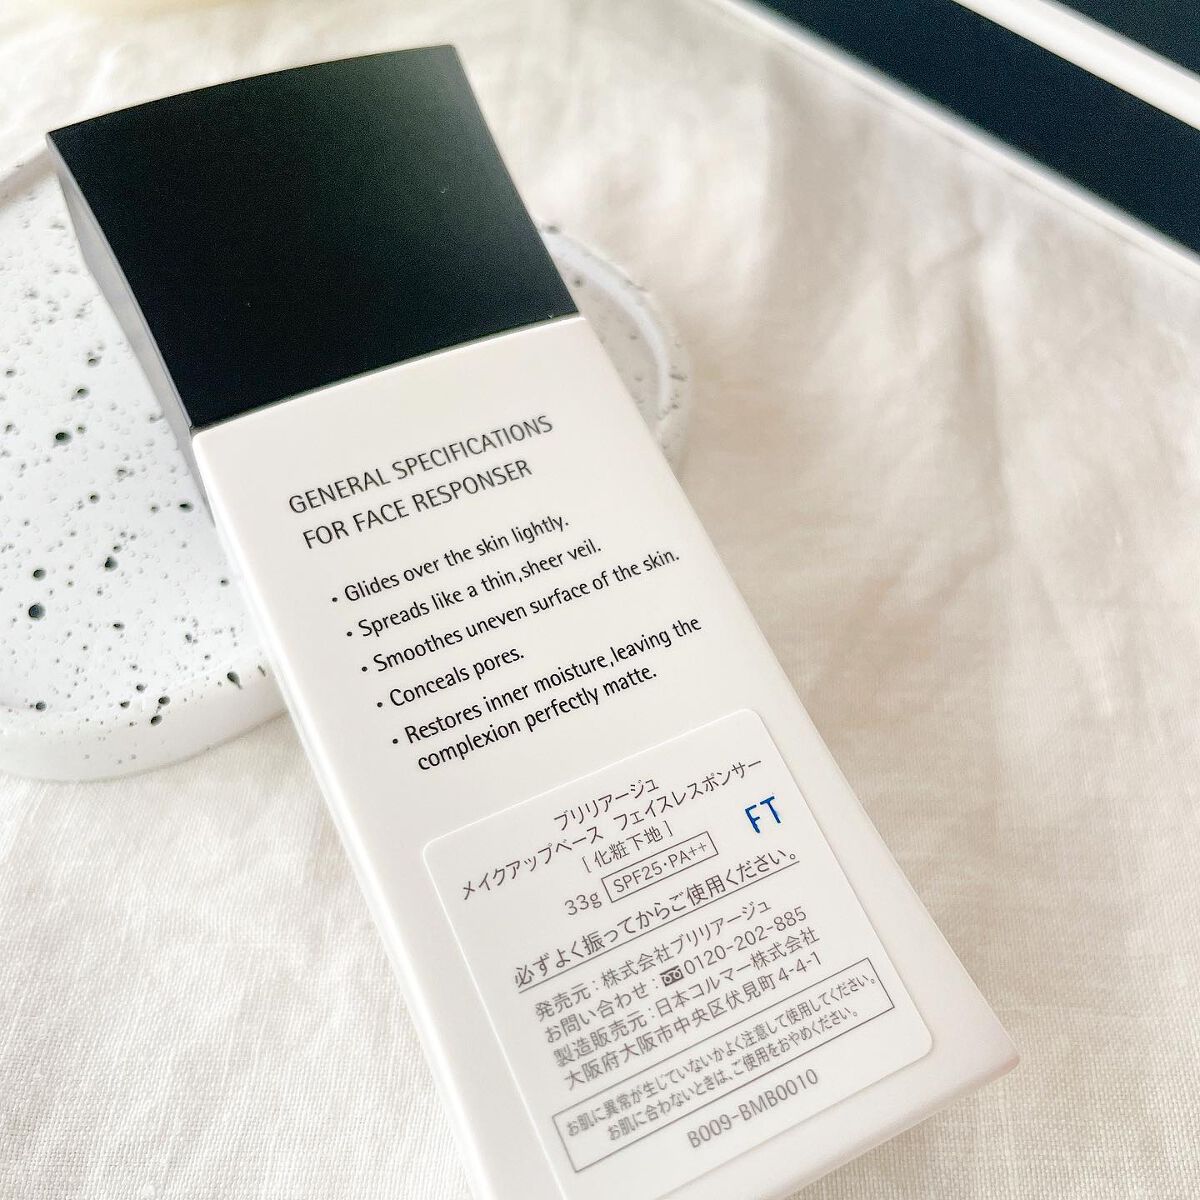 GENERAL SPECIFICATIONS
FOR FACE RESPONSER
・Glides over the skin lightly.
・Spreads like a thin,sheer veil.
・Smoothes uneven surface of the skin.
・Conceals pores.
・Restores inner moisture,leaving the
complexion perfectly matte.
ブリリアージュ
メイクアップベース フェイスレスポンサー
[化粧下地]
FT
33g SPF25・PA++
必ずよく振ってからご使用ください。
発売元：株式会社ブリリアージュ
お問い合わせ：0120-202-885
製造販売元：日本コルマー株式会社
大阪府大阪市中央区伏見町4-4-1
お肌に異常が生じていないかよく注意して使用してください。
お肌に合わないときは、ご使用をおやめください。
B009-BMB0010